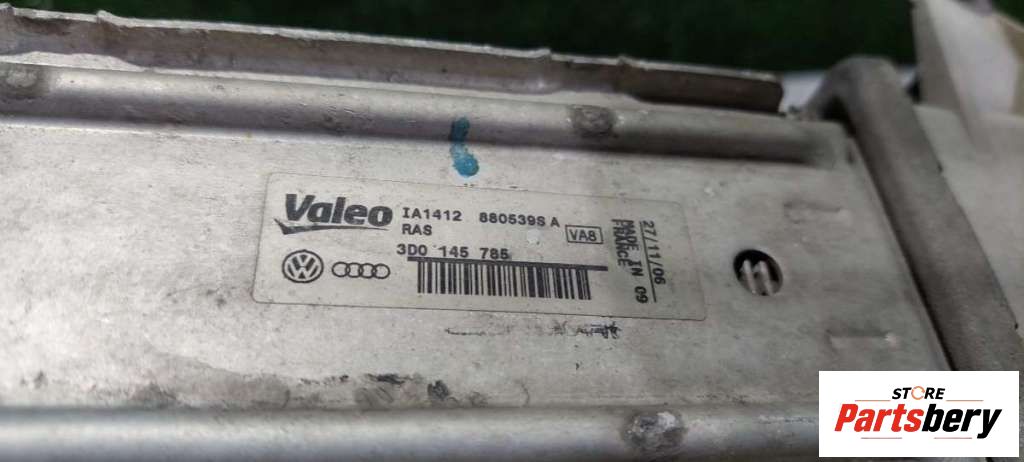 Valeo
IA1412 880539S A
RAS
VA8
3D0 145 785
27/11/06
MADE IN
FRANCE 09
STORE
Partsbery